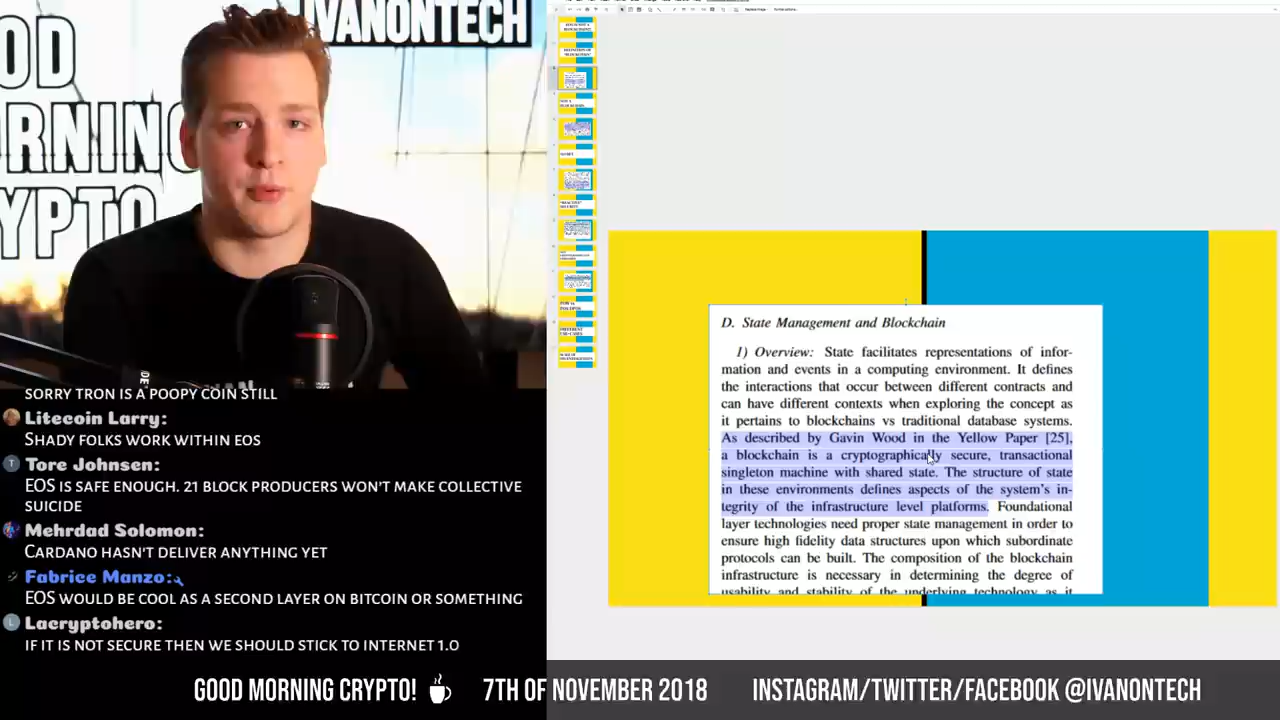 IVANONTECH
OD
RNING
YPTO
SORRY TRON IS A POOPY COIN STILL
Litecoin Larry:
SHADY FOLKS WORK WITHIN EOS
Tore Johnsen:
EOS IS SAFE ENOUGH. 21 BLOCK PRODUCERS WON'T MAKE COLLECTIVE
SUICIDE
Mehrdad Solomon:
CARDANO HASN'T DELIVER ANYTHING YET
Fabrice Manzo:
EOS WOULD BE COOL AS A SECOND LAYER ON BITCOIN OR SOMETHING
Lacryptohero:
IF IT IS NOT SECURE THEN WE SHOULD STICK TO INTERNET 1.0
D. State Management and Blockchain
1) Overview: State facilitates representations of infor-
mation and events in a computing environment. It defines
the interactions that occur between different contracts and
can have different contexts when exploring the concept as
it pertains to blockchains vs traditional database systems.
As described by Gavin Wood in the Yellow Paper [25],
a blockchain is a cryptographically secure, transactional
singleton machine with shared state. The structure of state
in these environments defines aspects of the system's in-
tegrity of the infrastructure level platforms. Foundational
layer technologies need proper state management in order to
ensure high fidelity data structures upon which subordinate
protocols can be built. The composition of the blockchain
infrastructure is necessary in determining the degree of
usability and stability of the underlying technology as it
GOOD MORNING CRYPTO! 7TH OF NOVEMBER 2018 INSTAGRAM/TWITTER/FACEBOOK @IVANONTECH